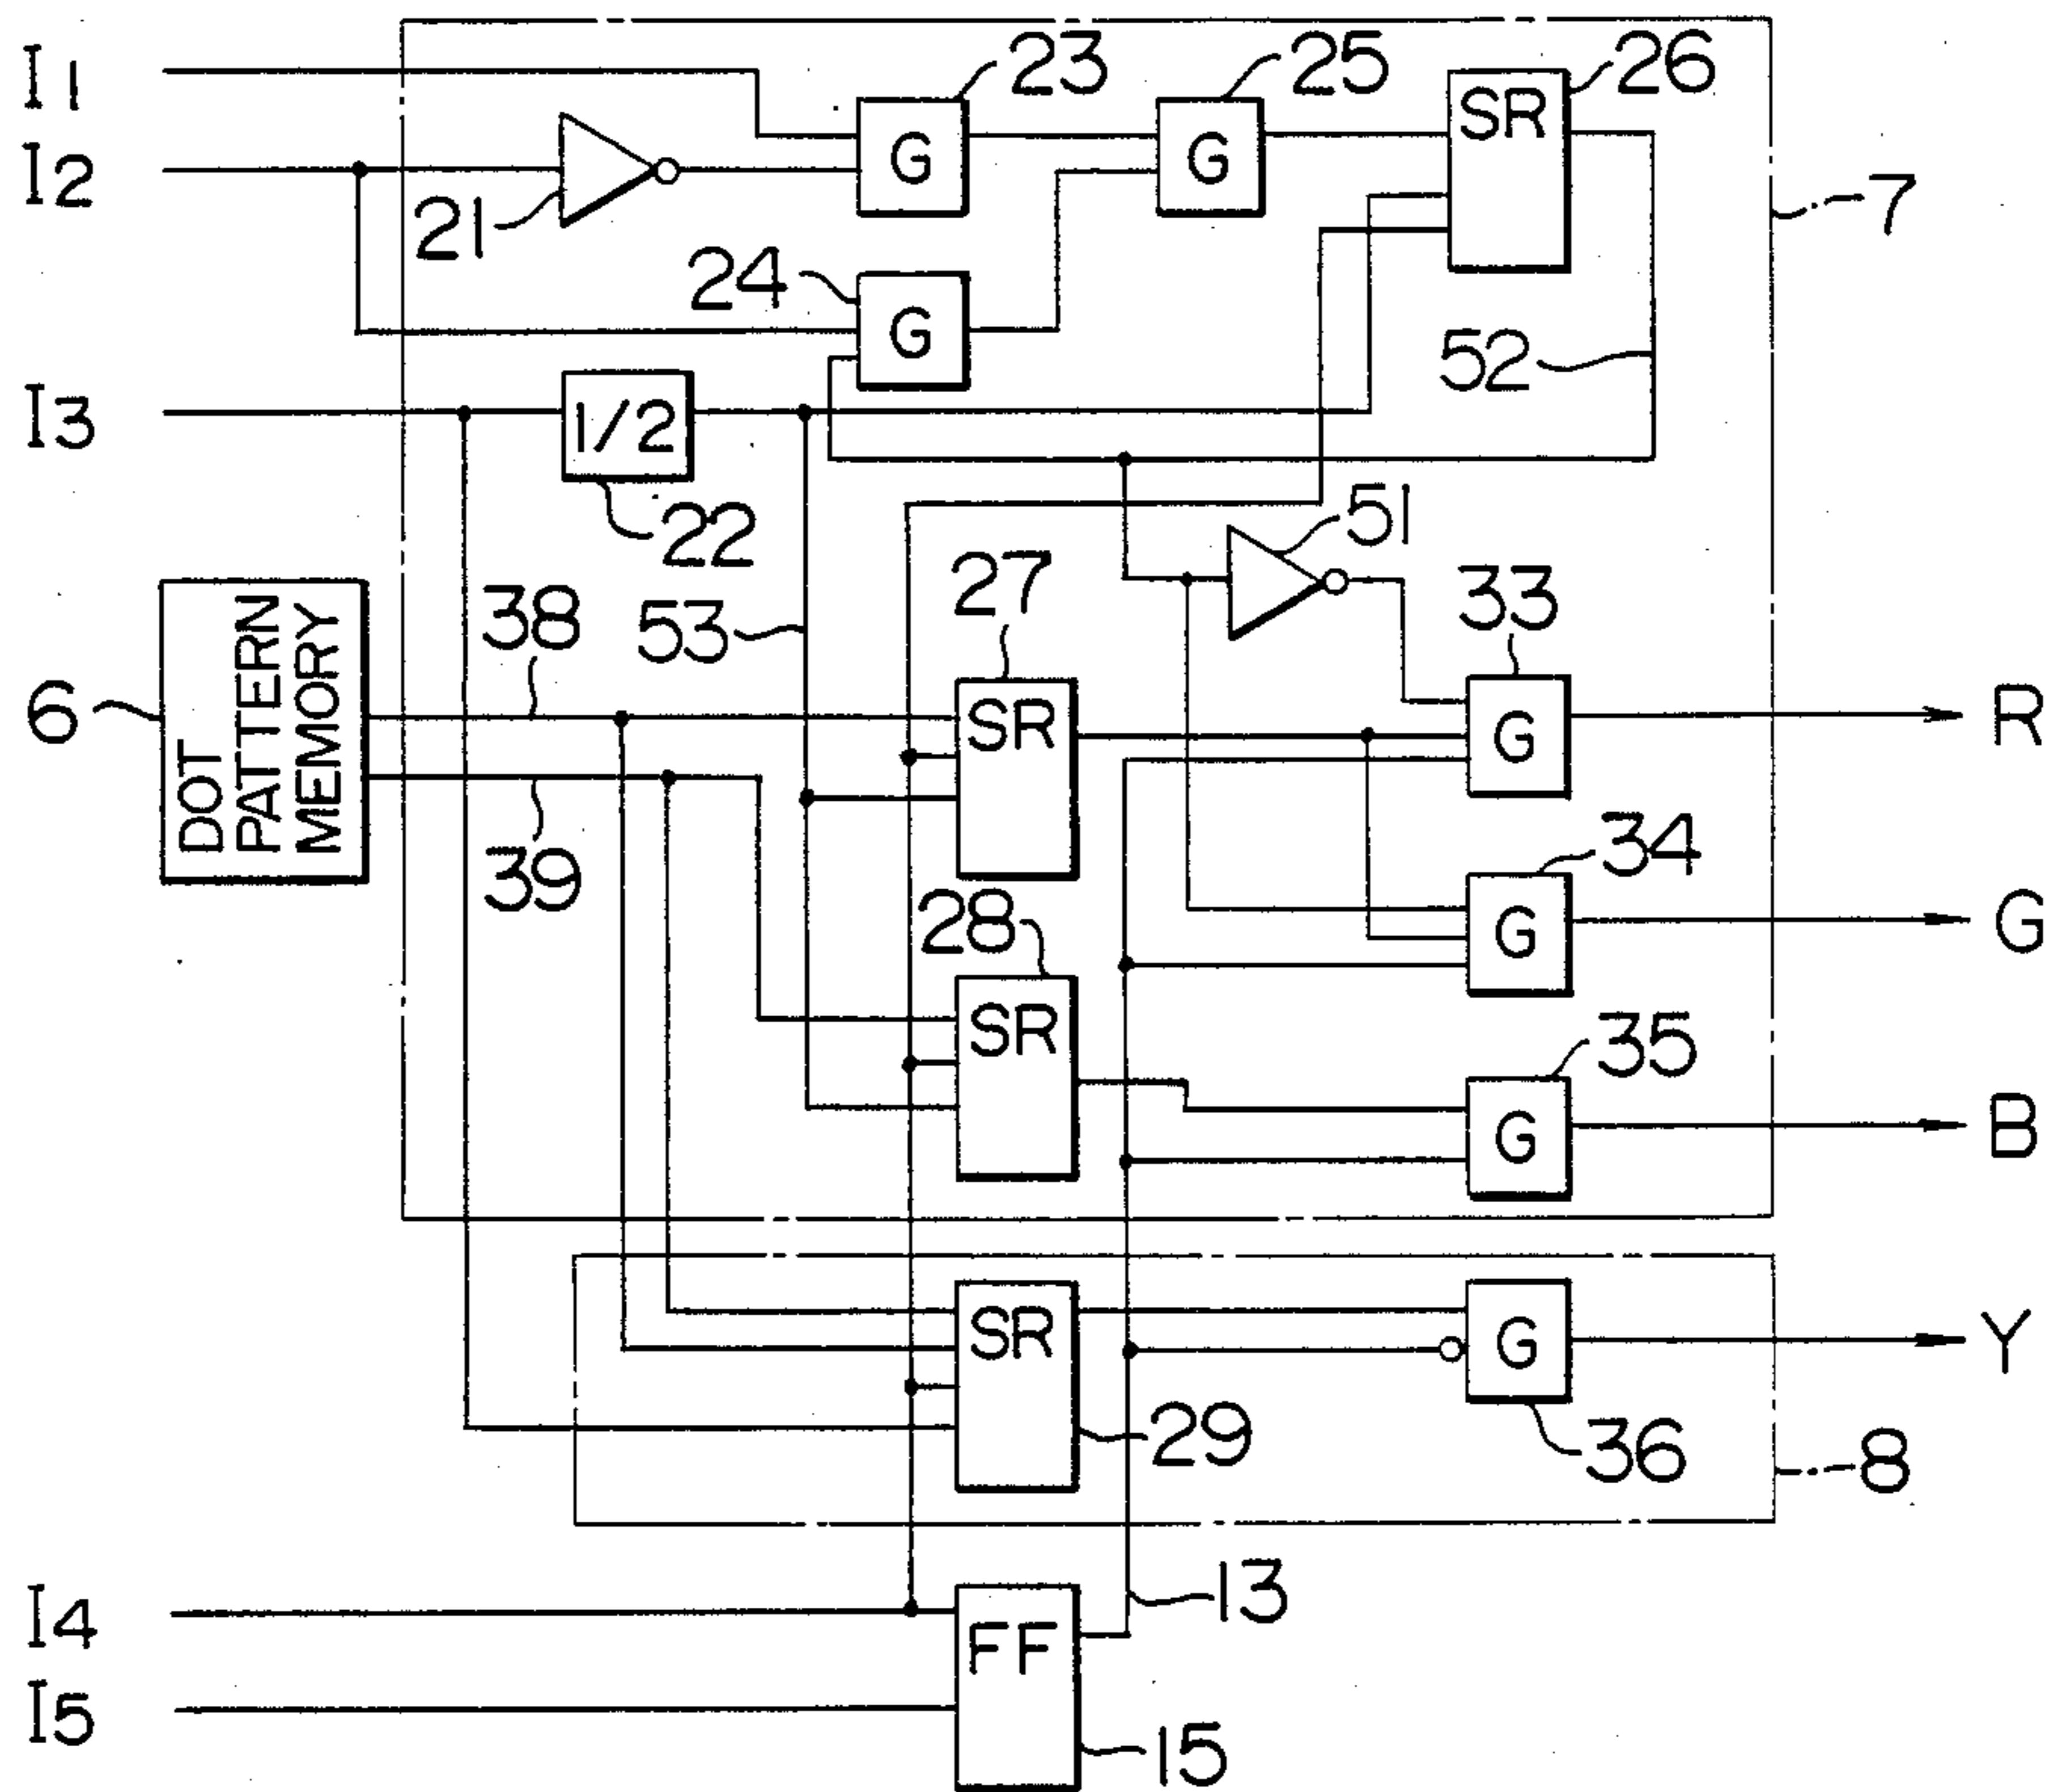 I1
23
25
SR
26
I2
G
G
7
21
24
G
52
I3
1/2
22
51
6
DOT
PATTERN
MEMORY
38
53
27
33
SR
G
R
39
34
28
G
G
SR
35
G
B
SR
G
Y
29
36
8
I4
FF
13
I5
15